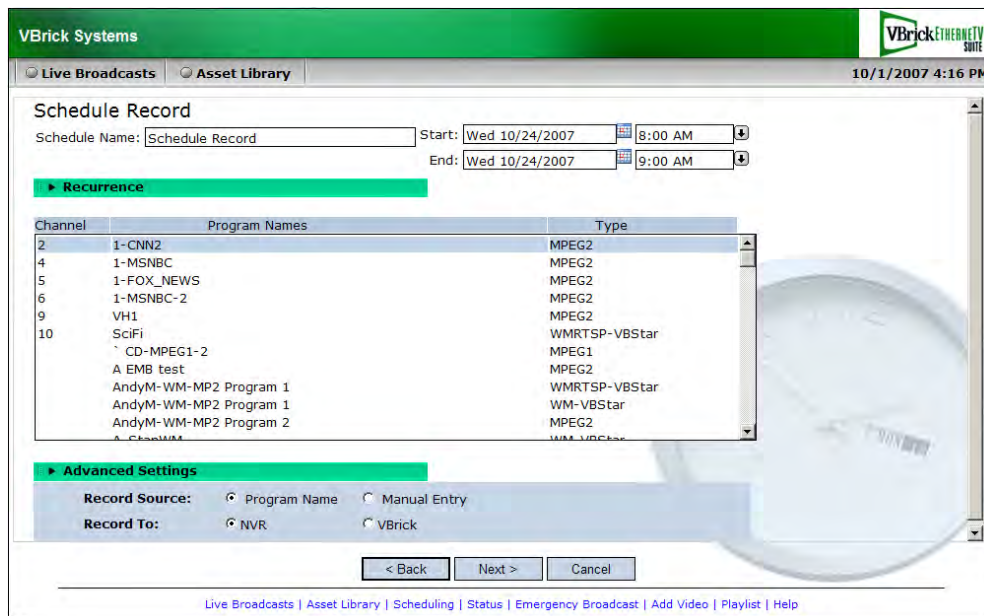 VBrick Systems
VBrick ETHERNETV SUITE
Live Broadcasts Asset Library 10/1/2007 4:16 PM
Schedule Record
Schedule Name: Schedule Record Start: Wed 10/24/2007 8:00 AM
End: Wed 10/24/2007 9:00 AM
Recurrence
Channel Program Names Type
2 1-CNN2 MPEG2
4 1-MSNBC MPEG2
5 1-FOX_NEWS MPEG2
6 1-MSNBC-2 MPEG2
9 VH1 MPEG2
10 SciFi WMRTSP-VBStar
` CD-MPEG1-2 MPEG1
A EMB test MPEG2
AndyM-WM-MP2 Program 1 WMRTSP-VBStar
AndyM-WM-MP2 Program 1 WM-VBStar
AndyM-WM-MP2 Program 2 MPEG2
A-StanWM WM-VBStar
Advanced Settings
Record Source: Program Name Manual Entry
Record To: NVR VBrick
< Back Next > Cancel
Live Broadcasts | Asset Library | Scheduling | Status | Emergency Broadcast | Add Video | Playlist | Help